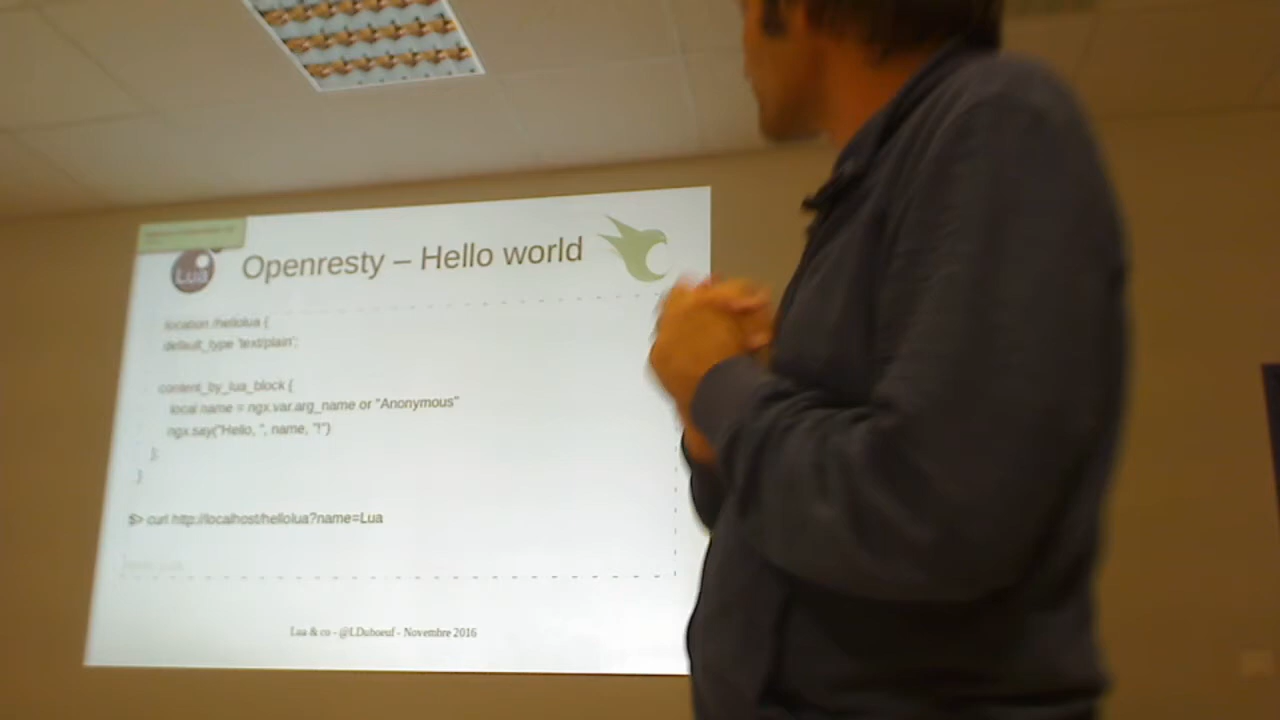 Lua
Openresty – Hello world
location /hellolua {
default_type 'text/plain';
content_by_lua_block {
local name = ngx.var.arg_name or "Anonymous"
ngx.say("Hello, ", name, "!")
};
}
$> curl http://localhost/hellolua?name=Lua
Lua & co - @LDuboeuf - Novembre 2016